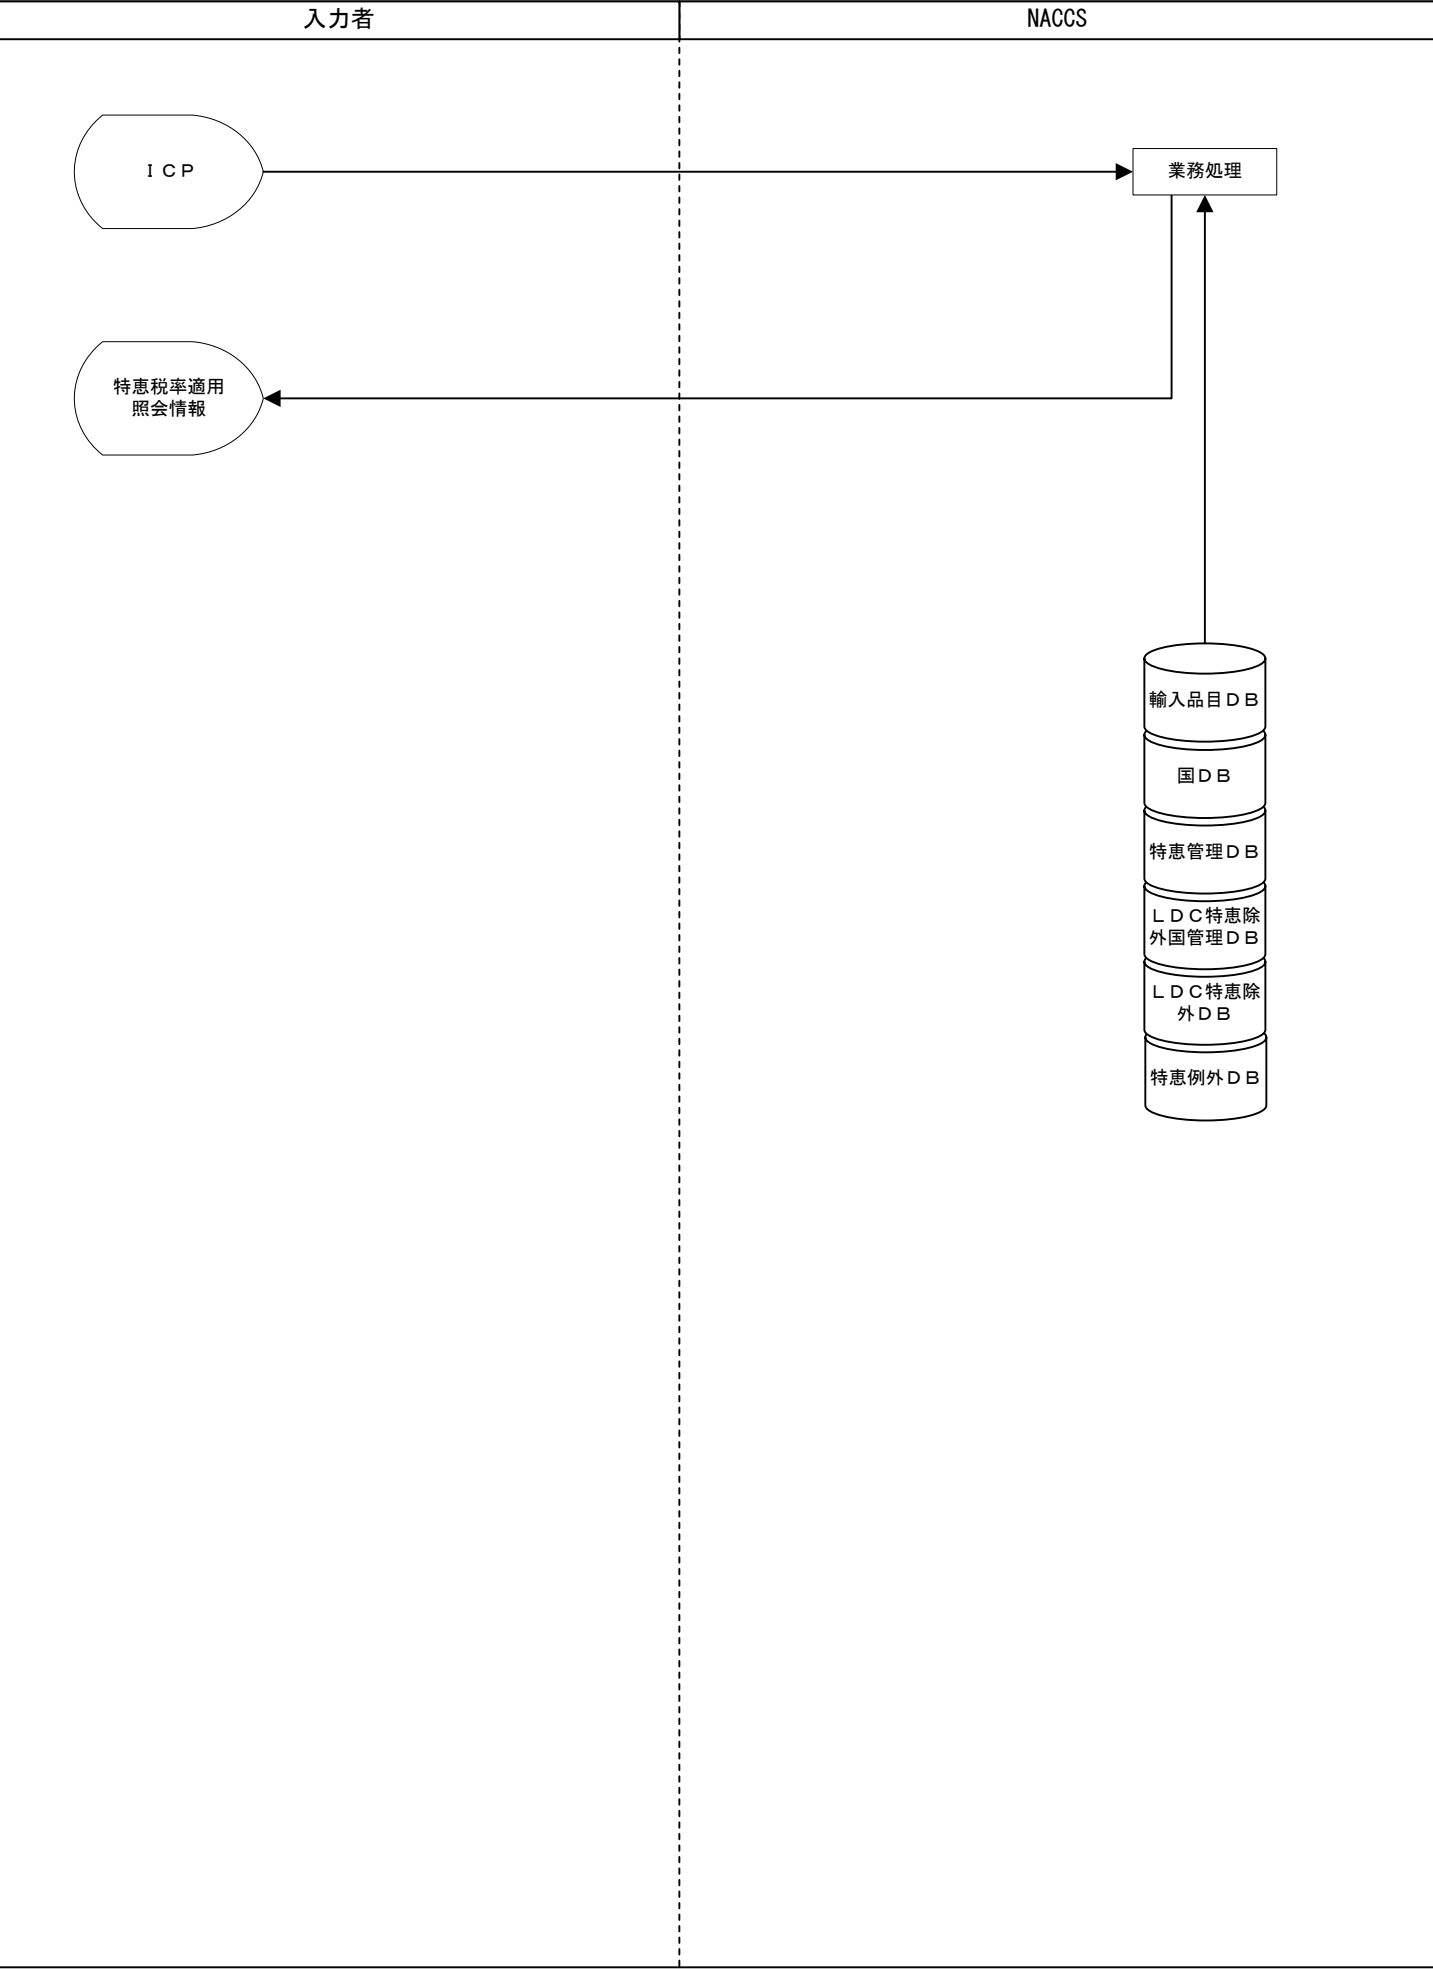 入力者
NACCS
ＩＣＰ
業務処理
特恵税率適用
照会情報
輸入品目ＤＢ
国ＤＢ
特恵管理ＤＢ
ＬＤＣ特恵除
外国管理ＤＢ
ＬＤＣ特恵除
外ＤＢ
特恵例外ＤＢ